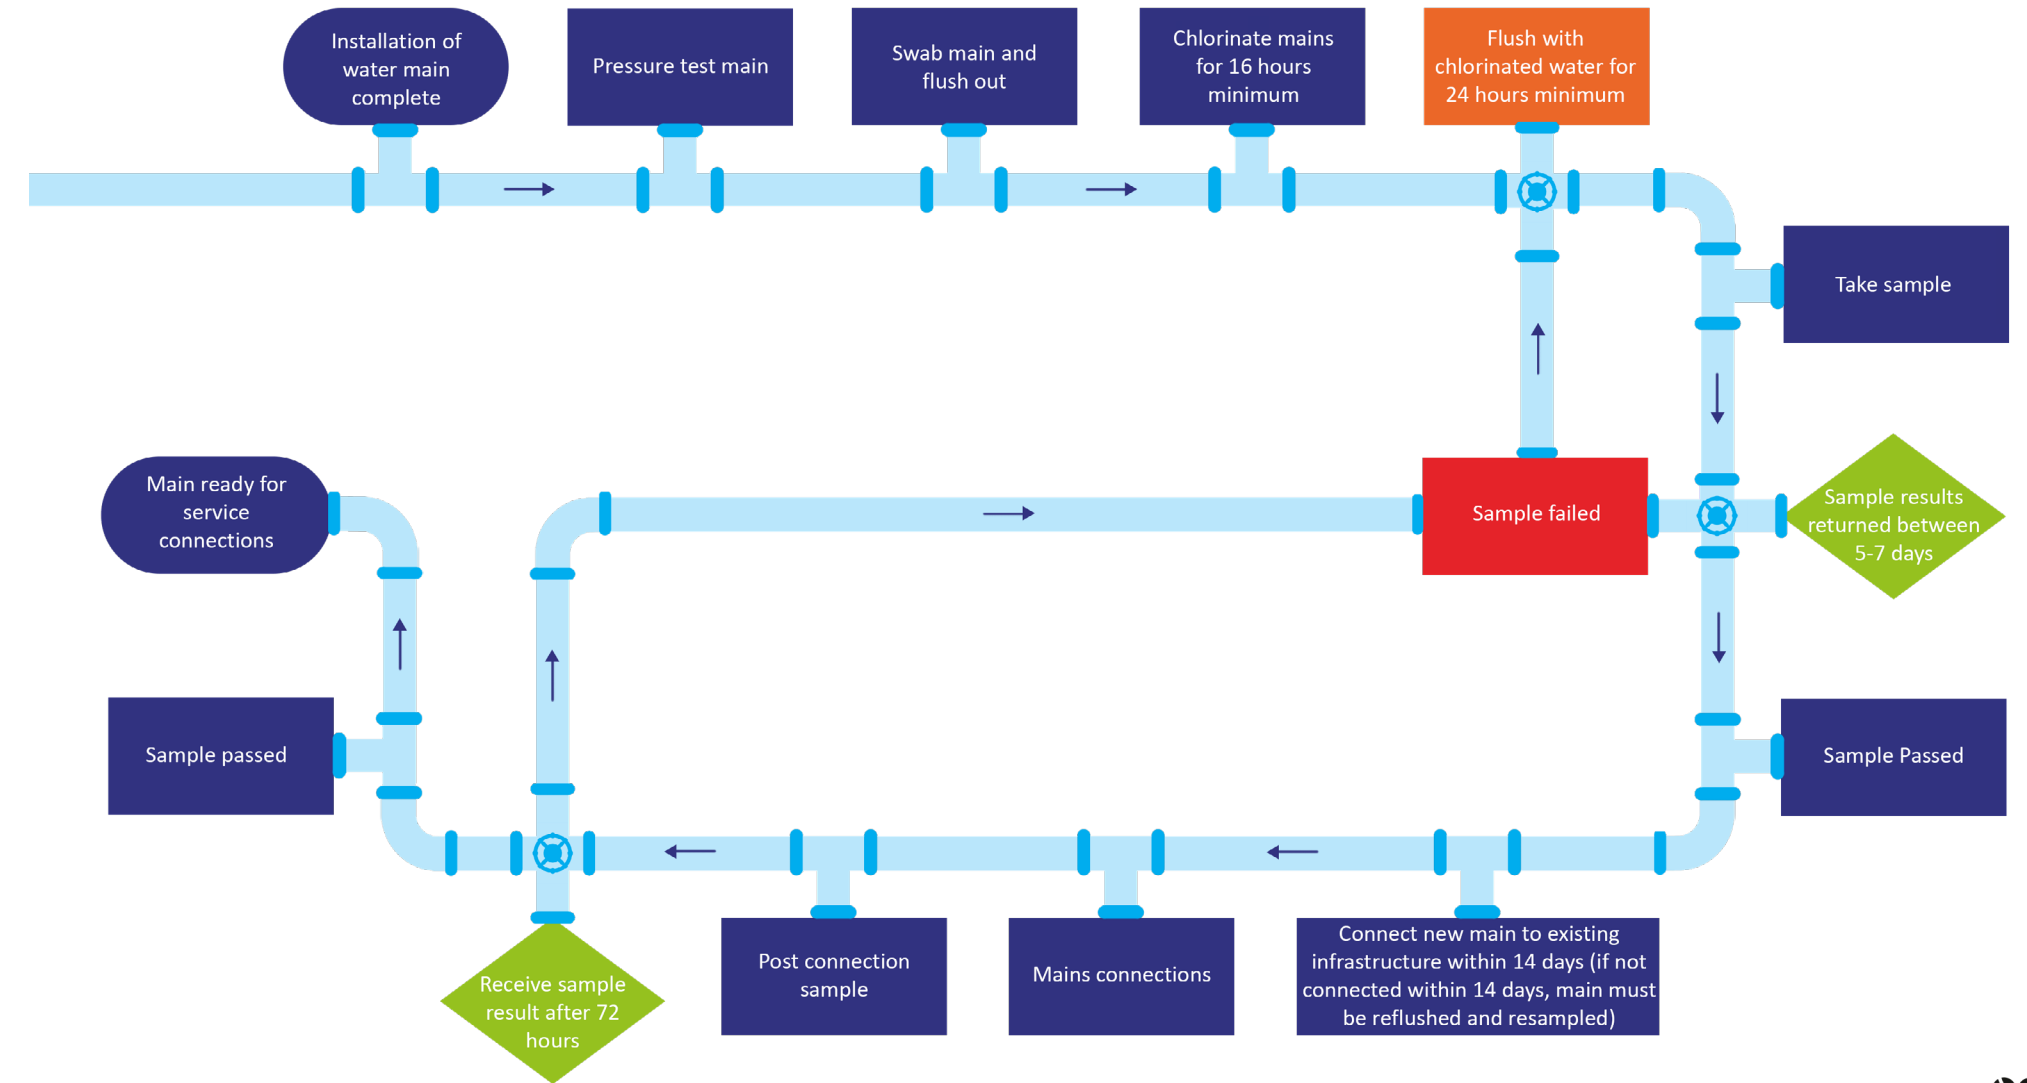 Installation of
water main
complete
Pressure test main
Swab main and
flush out
Chlorinate mains
for 16 hours
minimum
Flush with
chlorinated water for
24 hours minimum
Take sample
Sample results
returned between
5-7 days
Sample failed
Main ready for
service
connections
Sample passed
Sample Passed
Receive sample
result after 72
hours
Post connection
sample
Mains connections
Connect new main to existing
infrastructure within 14 days (if not
connected within 14 days, main must
be reflushed and resampled)